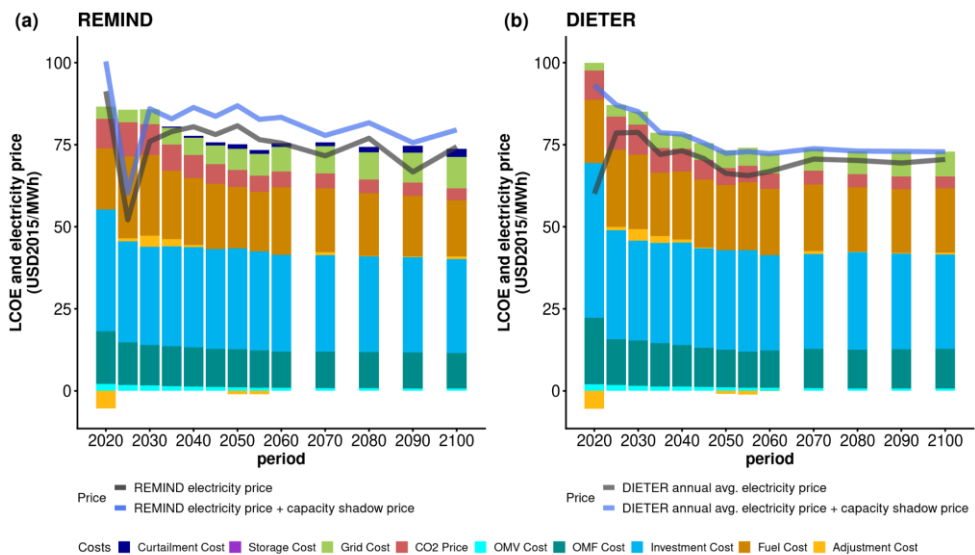 (a) REMIND
(b) DIETER
LCOE and electricity price
(USD2015/MWh)
100
75
50
25
0
2020 2030 2040 2050 2060 2070 2080 2090 2100
period
LCOE and electricity price
(USD2015/MWh)
100
75
50
25
0
2020 2030 2040 2050 2060 2070 2080 2090 2100
period
Price
REMIND electricity price
REMIND electricity price + capacity shadow price
Price
DIETER annual avg. electricity price
DIETER annual avg. electricity price + capacity shadow price
Costs Curtailment Cost Storage Cost Grid Cost CO2 Price OMV Cost OMF Cost Investment Cost Fuel Cost Adjustment Cost